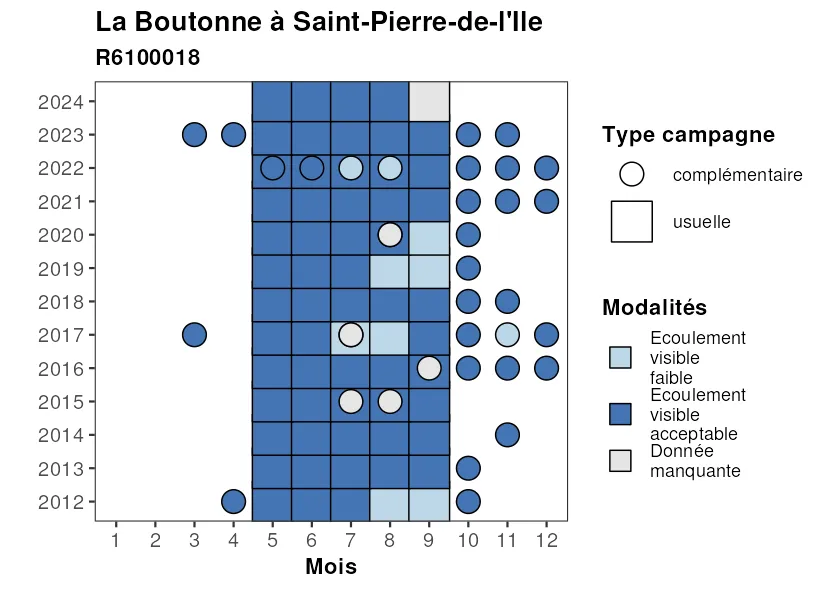 La Boutonne à Saint-Pierre-de-l'Ile
R6100018
2024
2023
2022
2021
2020
2019
2018
2017
2016
2015
2014
2013
2012
1 2 3 4 5 6 7 8 9 10 11 12
Mois
Type campagne
complémentaire
usuelle
Modalités
Ecoulement
visible
faible
Ecoulement
visible
acceptable
Donnée
manquante